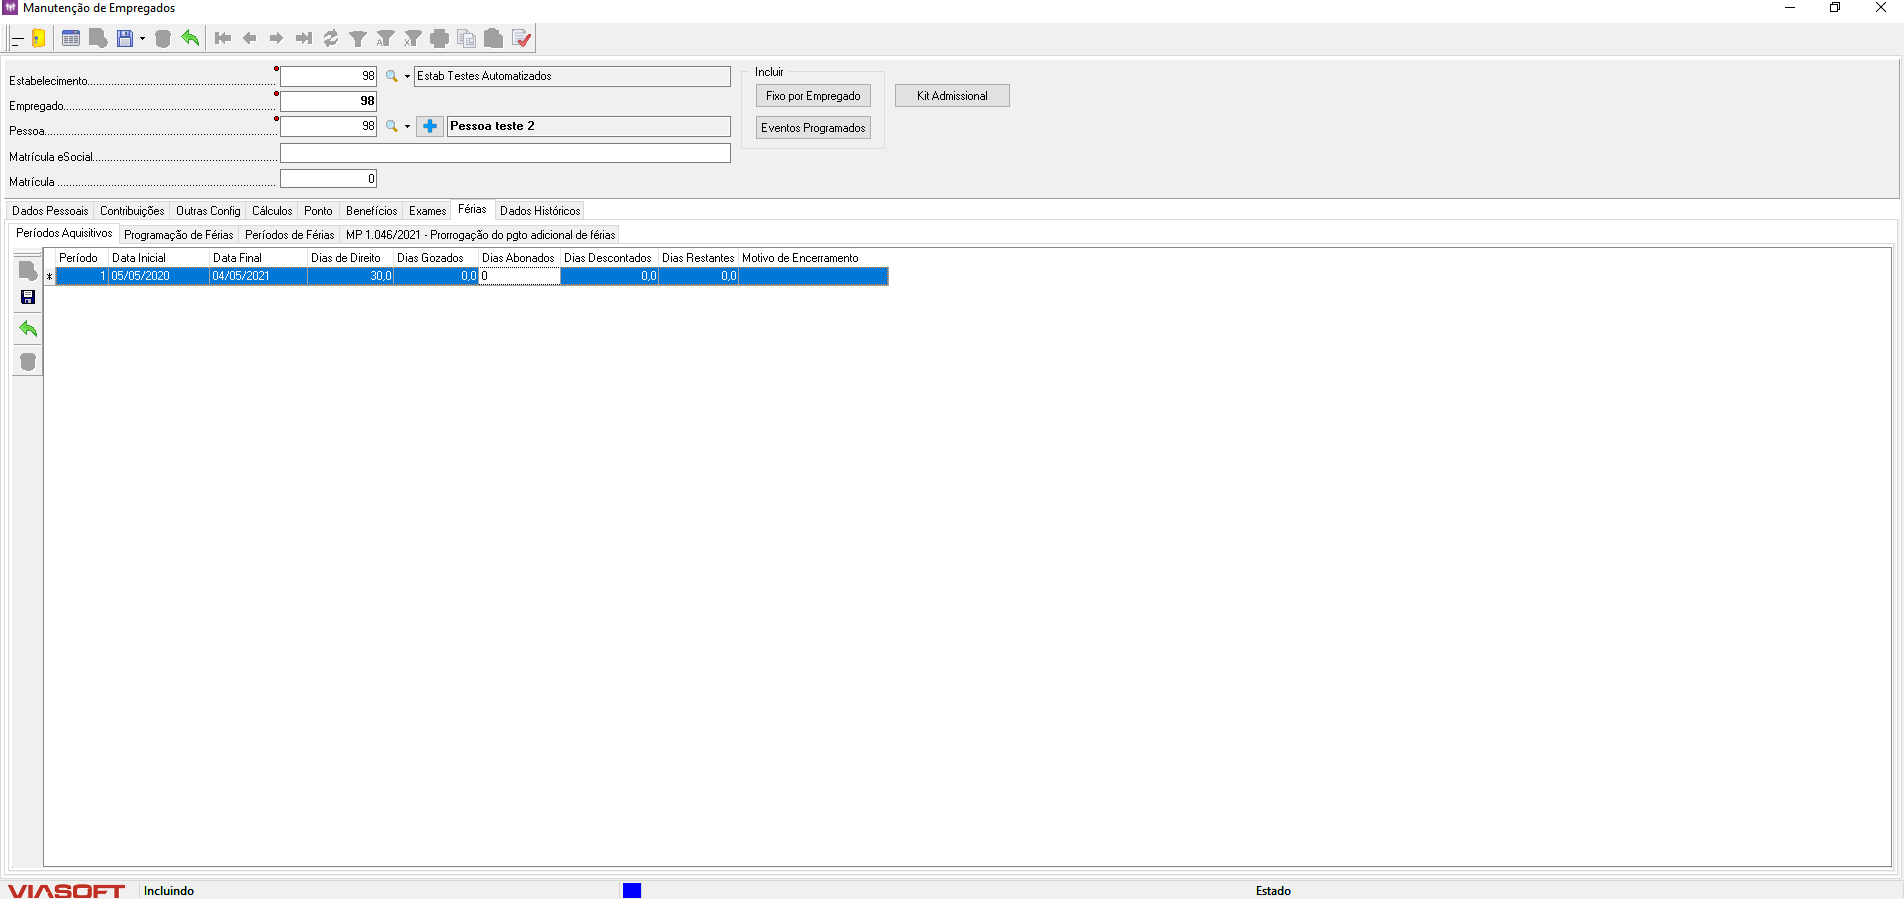 Manutenção de Empregados
Estabelecimento 98 Estab Testes Automatizados
Empregado 98
Pessoa 98 Pessoa teste 2
Matrícula eSocial
Matrícula 0
Incluir
Fixo por Empregado
Eventos Programados
Kit Admissional
Dados Pessoais Contribuições Outras Config Cálculos Ponto Benefícios Exames Férias Dados Históricos
Períodos Aquisitivos Programação de Férias Períodos de Férias MP 1.046/2021 - Prorrogação do pgto adicional de férias
Período Data Inicial Data Final Dias de Direito Dias Gozados Dias Abonados Dias Descontados Dias Restantes Motivo de Encerramento
* 1 05/05/2020 04/05/2021 30,0 0,0 0 0,0 0,0
VIASOFT Incluindo Estado